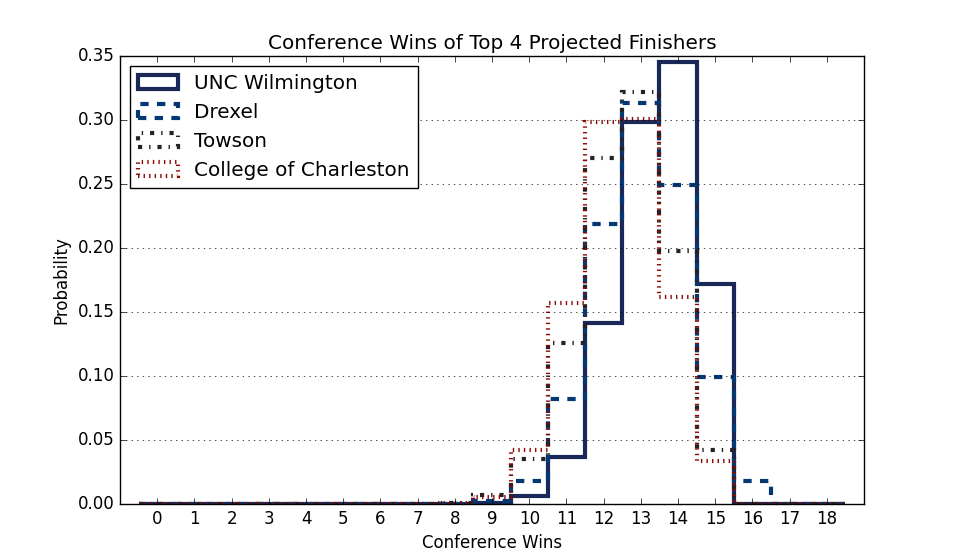 Conference Wins of Top 4 Projected Finishers
UNC Wilmington
Drexel
Towson
College of Charleston
0.35
0.30
0.25
0.20
0.15
0.10
0.05
0.00
Probability
0 1 2 3 4 5 6 7 8 9 10 11 12 13 14 15 16 17 18
Conference Wins